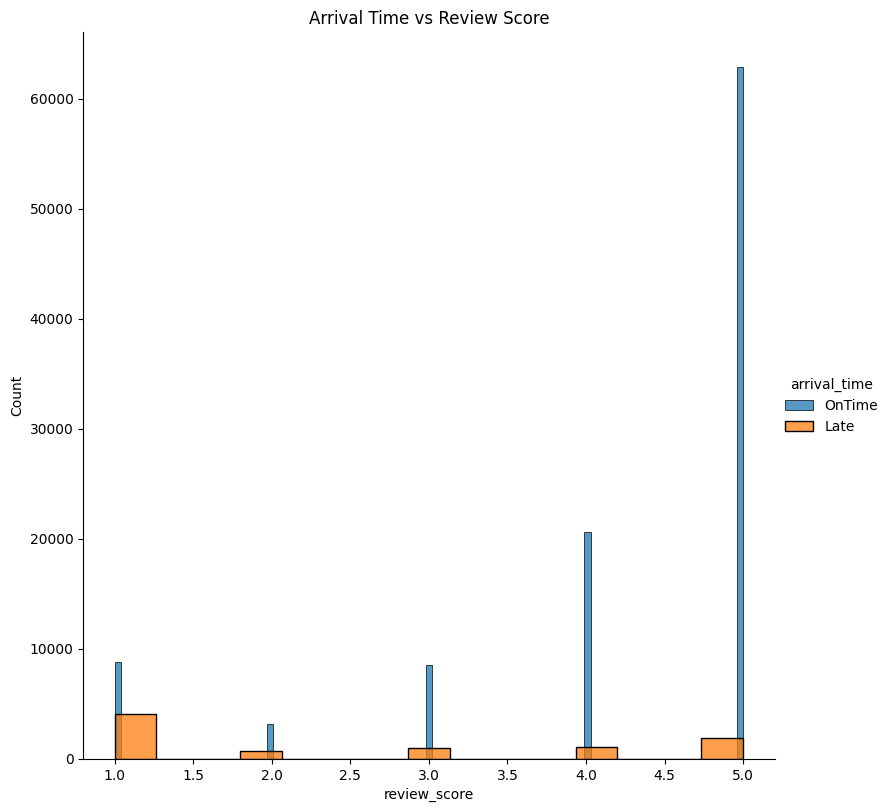 Arrival Time vs Review Score
60000
50000
40000
30000
20000
10000
0
Count
1.0 1.5 2.0 2.5 3.0 3.5 4.0 4.5 5.0
review_score
arrival_time
OnTime
Late